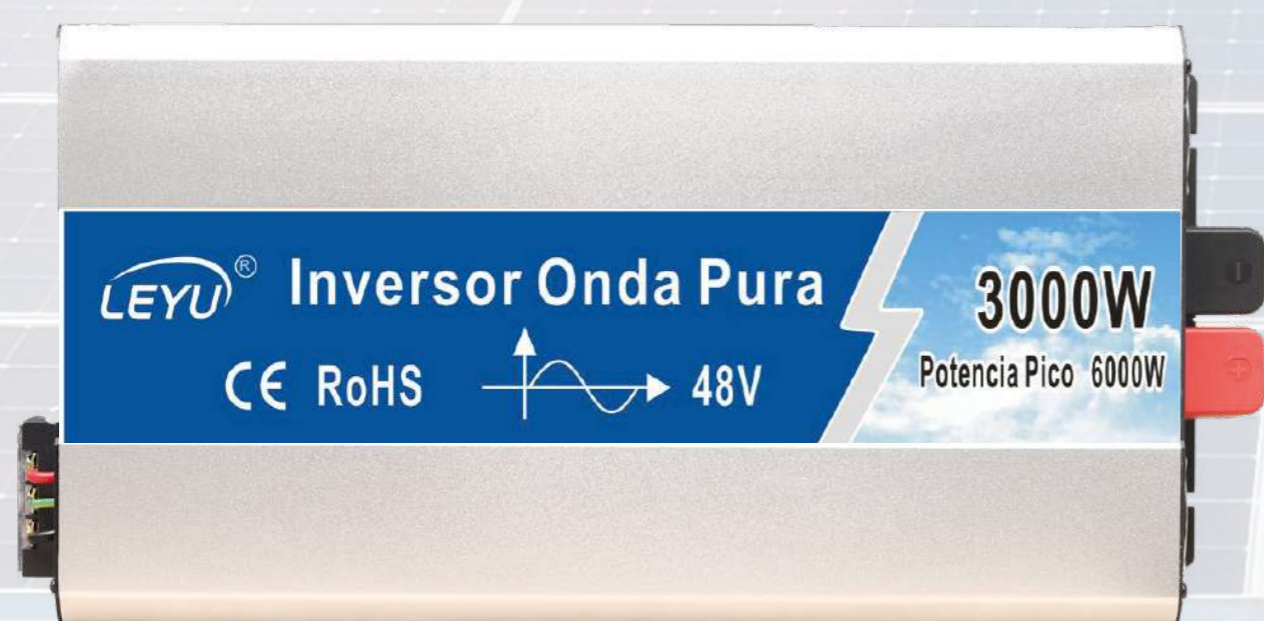 LEYU® Inversor Onda Pura
CE RoHS 48V
3000W
Potencia Pico 6000W